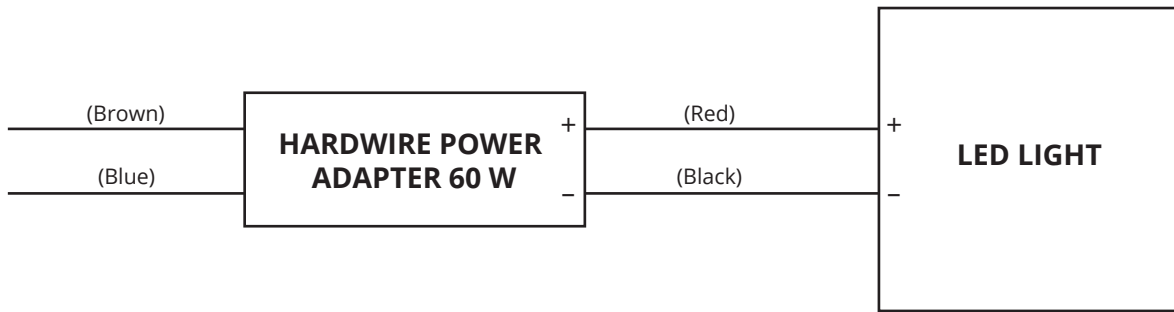 (Brown)
(Blue)
HARDWIRE POWER
ADAPTER 60 W
+
–
(Red)
(Black)
+
–
LED LIGHT